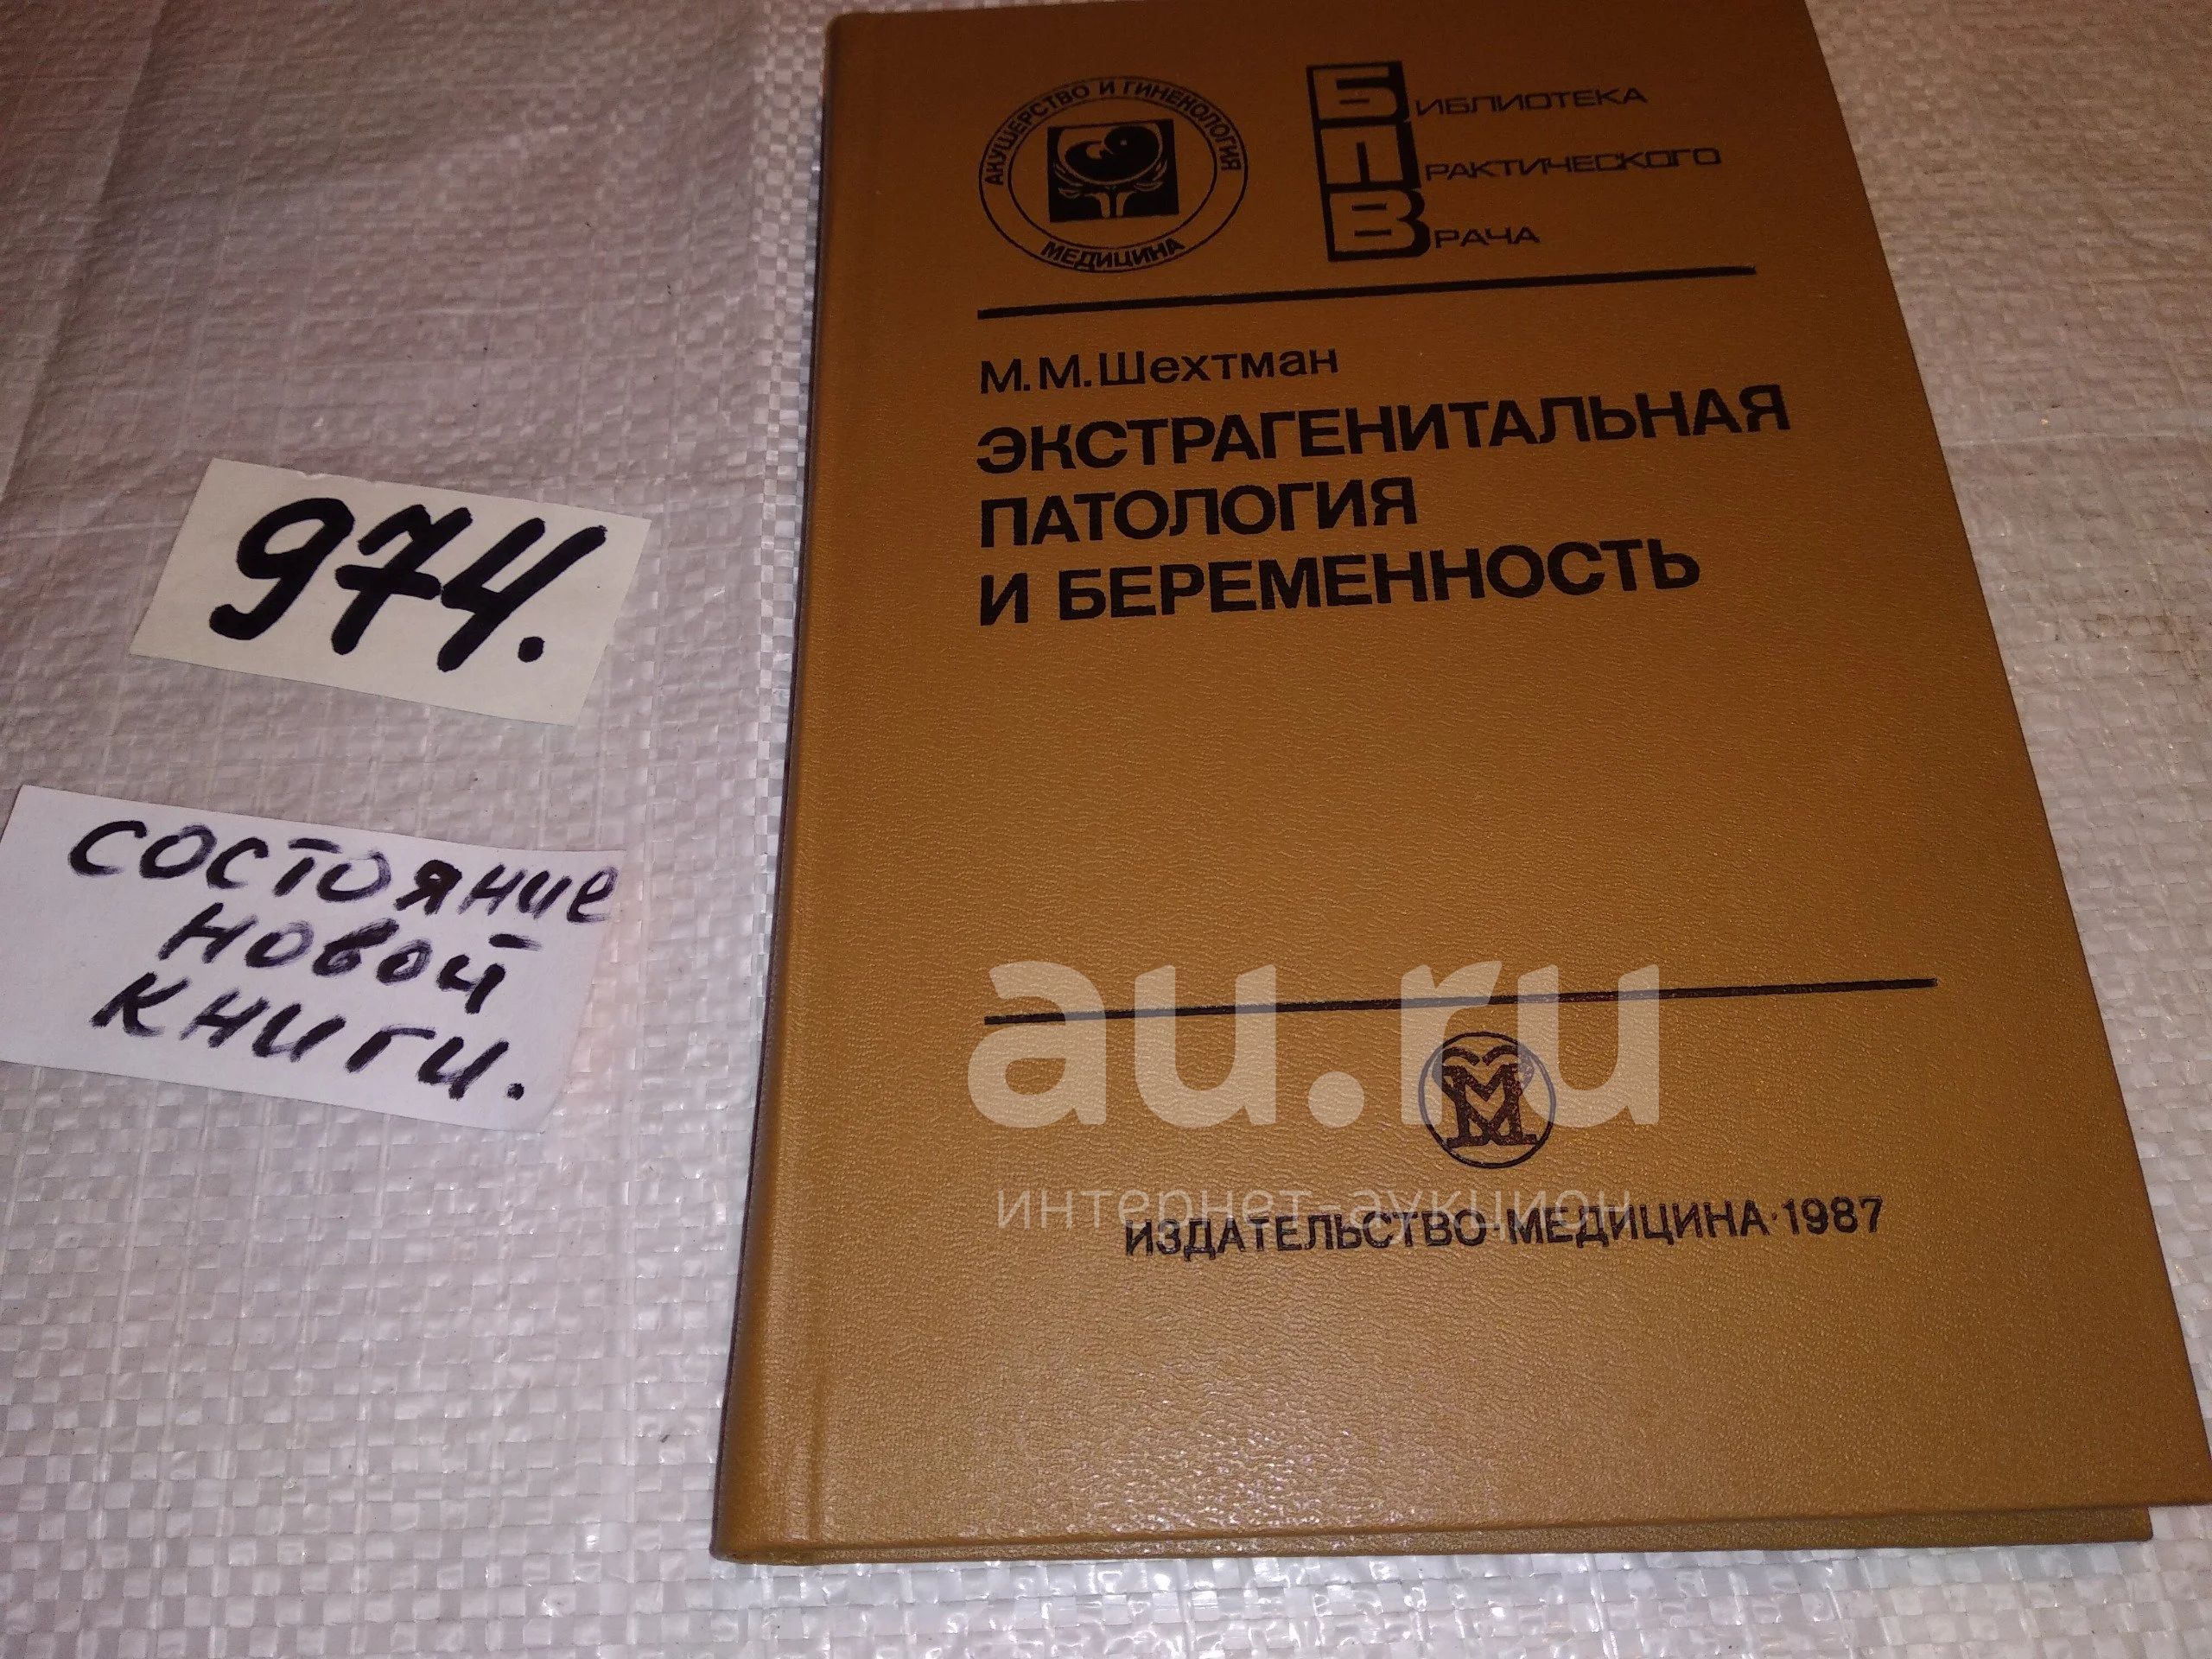 АКУШЕРСТВО И ГИНЕКОЛОГИЯ
МЕДИЦИНА
БИБЛИОТЕКА
ПРАКТИЧЕСКОГО
ВРАЧА
М.М.Шехтман
ЭКСТРАГЕНИТАЛЬНАЯ
ПАТОЛОГИЯ
И БЕРЕМЕННОСТЬ
974.
состояние
новой
книги.
au.ru
интернет-аукцион
ИЗДАТЕЛЬСТВО·МЕДИЦИНА·1987